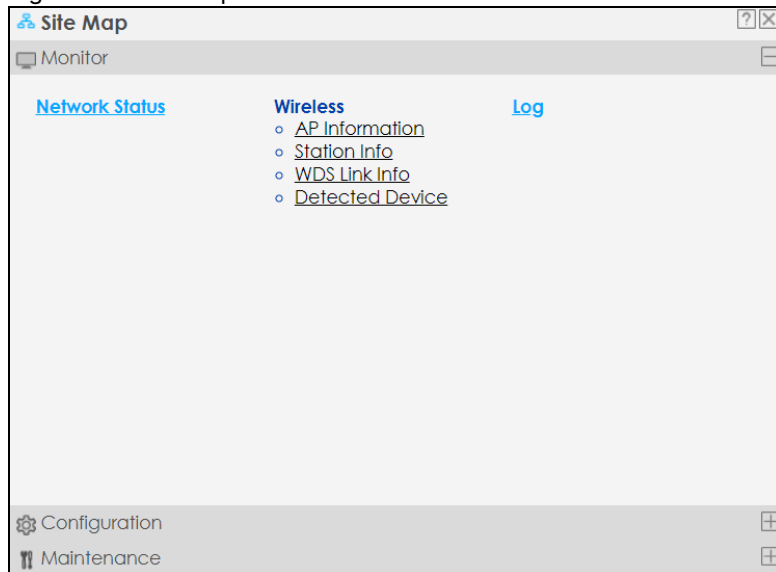 Site Map
Monitor
Network Status
Wireless
AP Information
Station Info
WDS Link Info
Detected Device
Log
Configuration
Maintenance